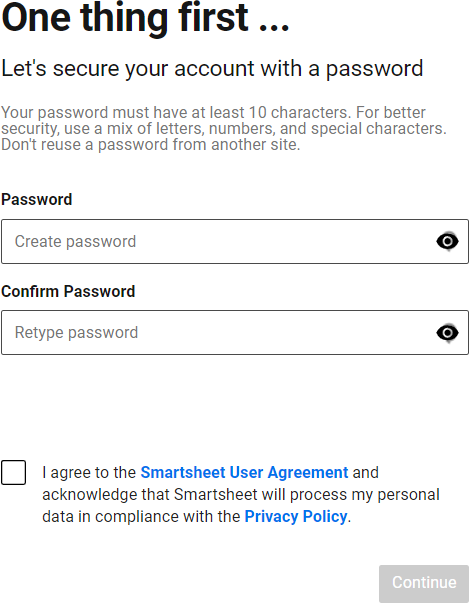 One thing first ...
Let's secure your account with a password
Your password must have at least 10 characters. For better
security, use a mix of letters, numbers, and special characters.
Don't reuse a password from another site.
Password
Create password
Confirm Password
Retype password
I agree to the Smartsheet User Agreement and
acknowledge that Smartsheet will process my personal
data in compliance with the Privacy Policy.
Continue